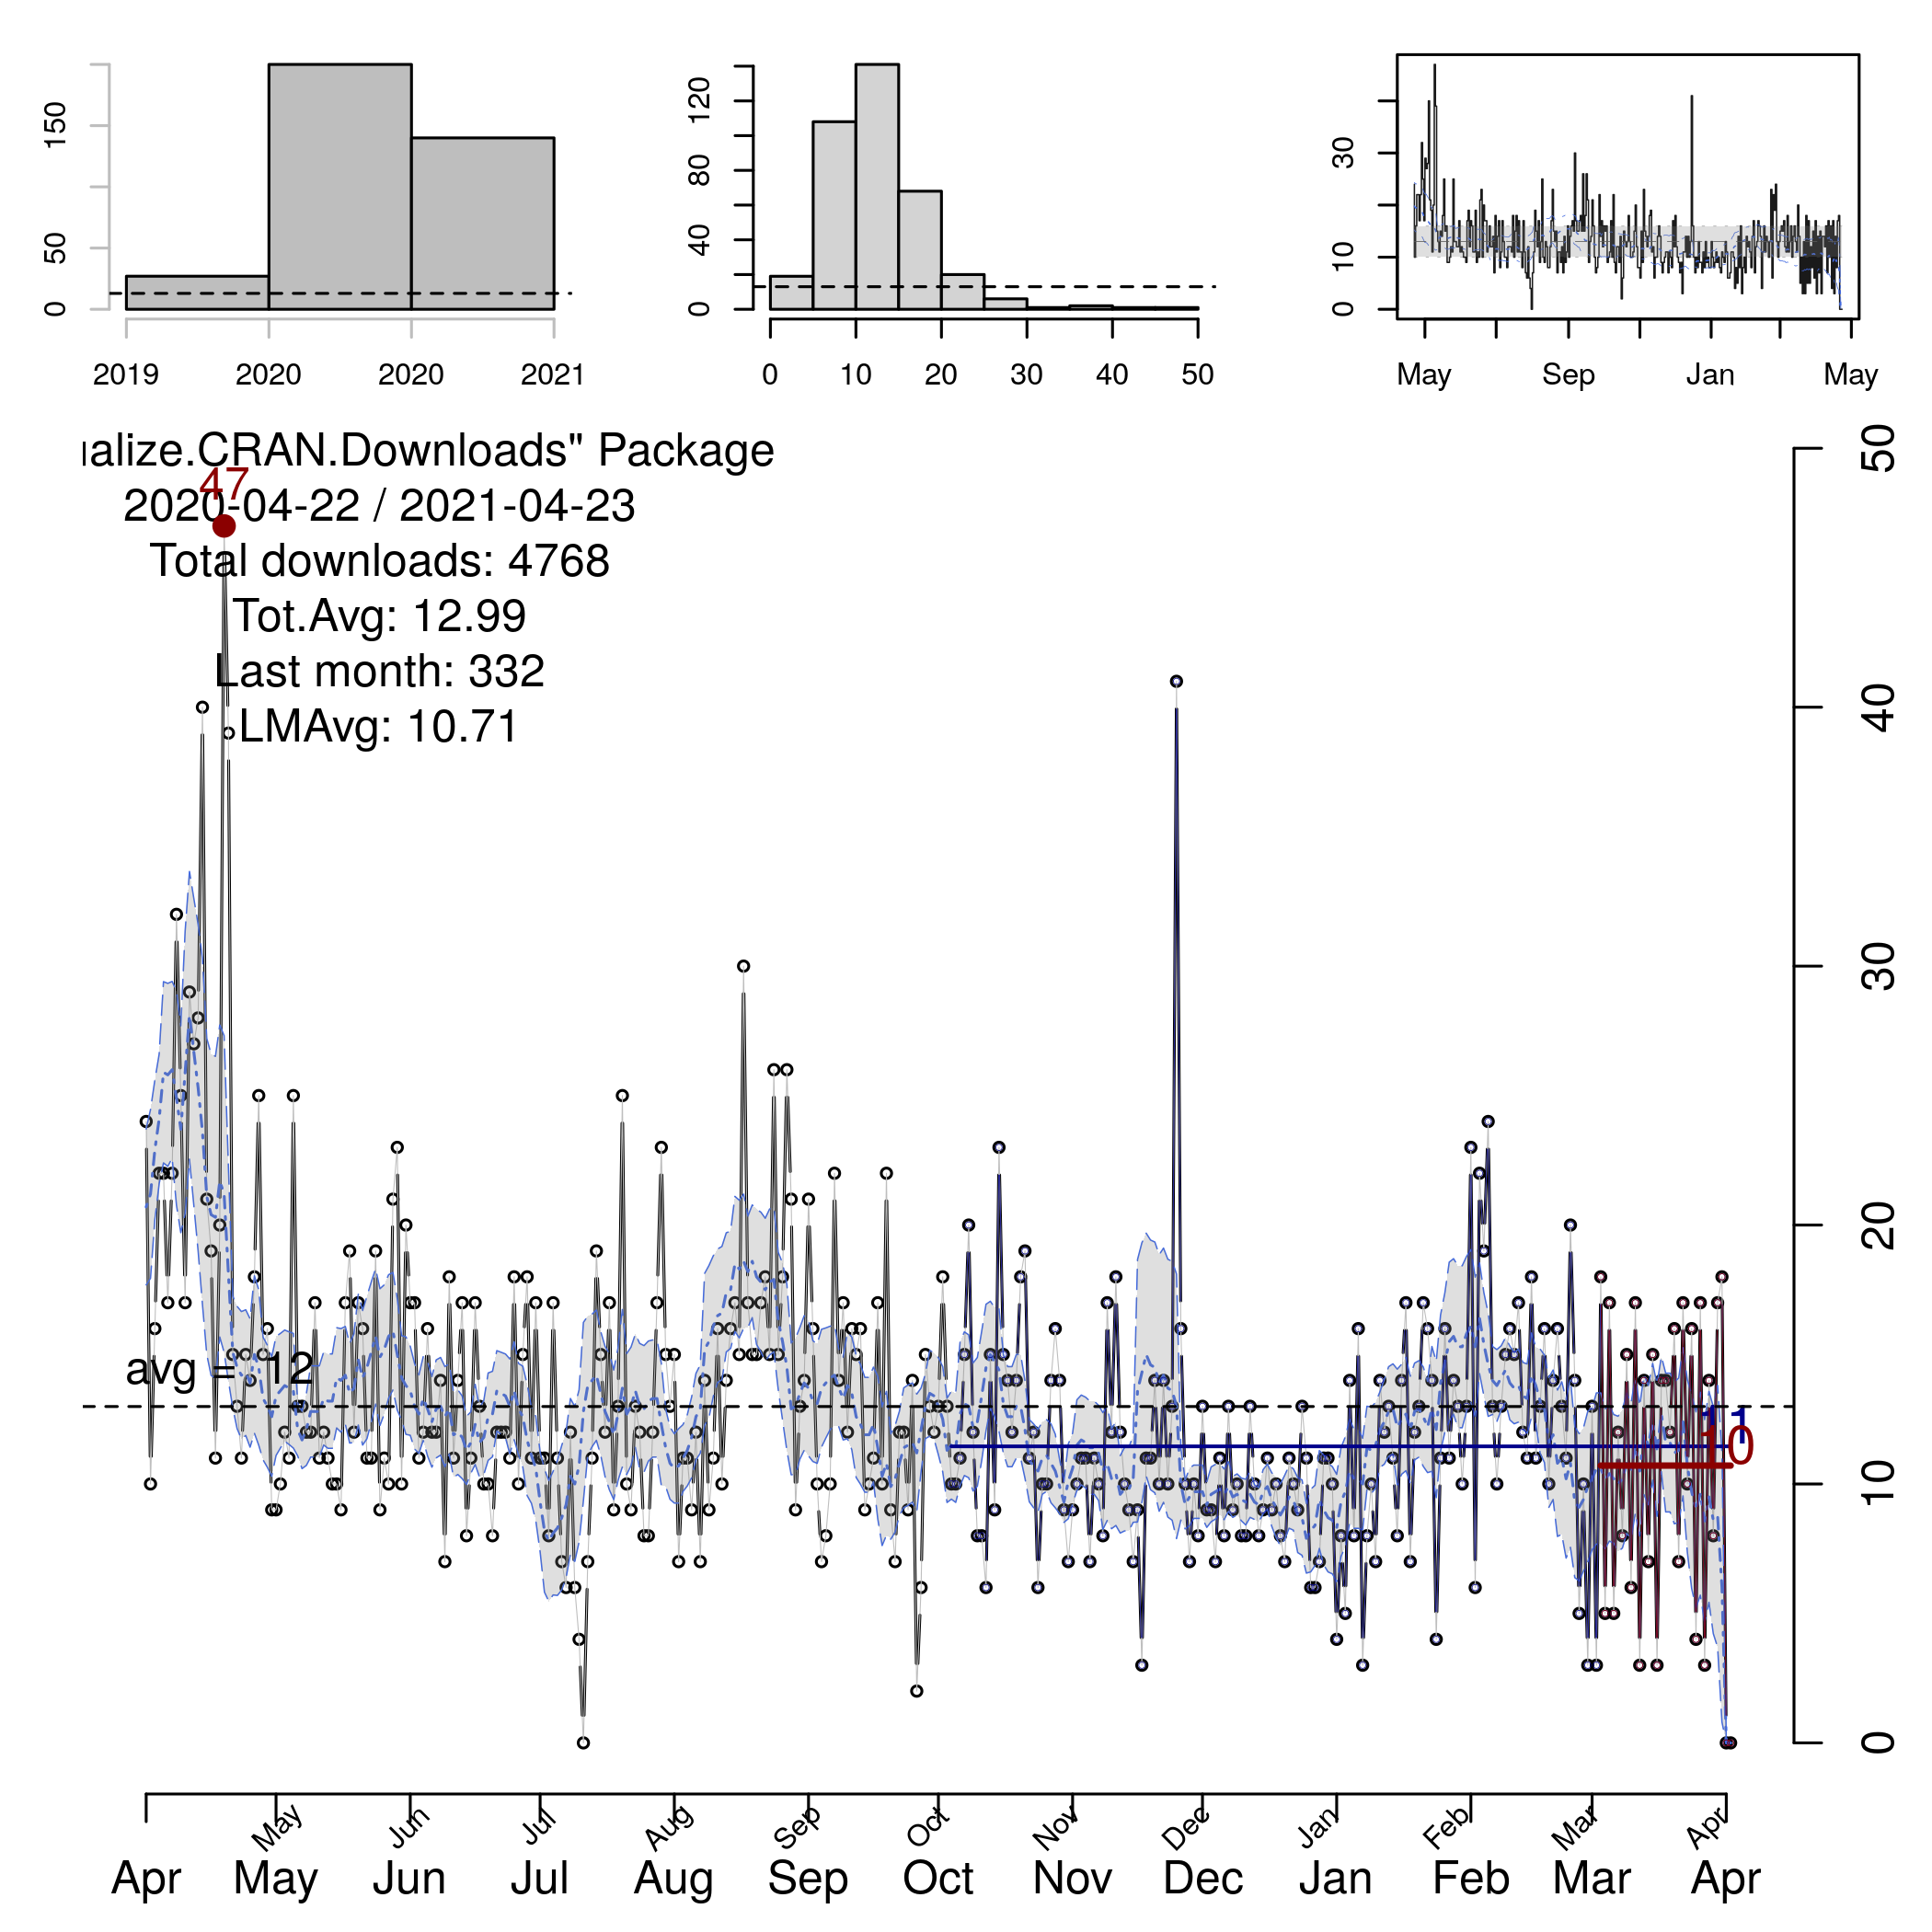 150
50
0
2019 2020 2020 2021
120
80
40
0
0 10 20 30 40 50
30
10
0
May Sep Jan May
alize.CRAN.Downloads" Package
47
2020-04-22 / 2021-04-23
Total downloads: 4768
Tot.Avg: 12.99
Last month: 332
LMAvg: 10.71
avg = 12
11
10
50
40
30
20
10
0
May Jun Jul Aug Sep Oct Nov Dec Jan Feb Mar Apr
Apr May Jun Jul Aug Sep Oct Nov Dec Jan Feb Mar Apr